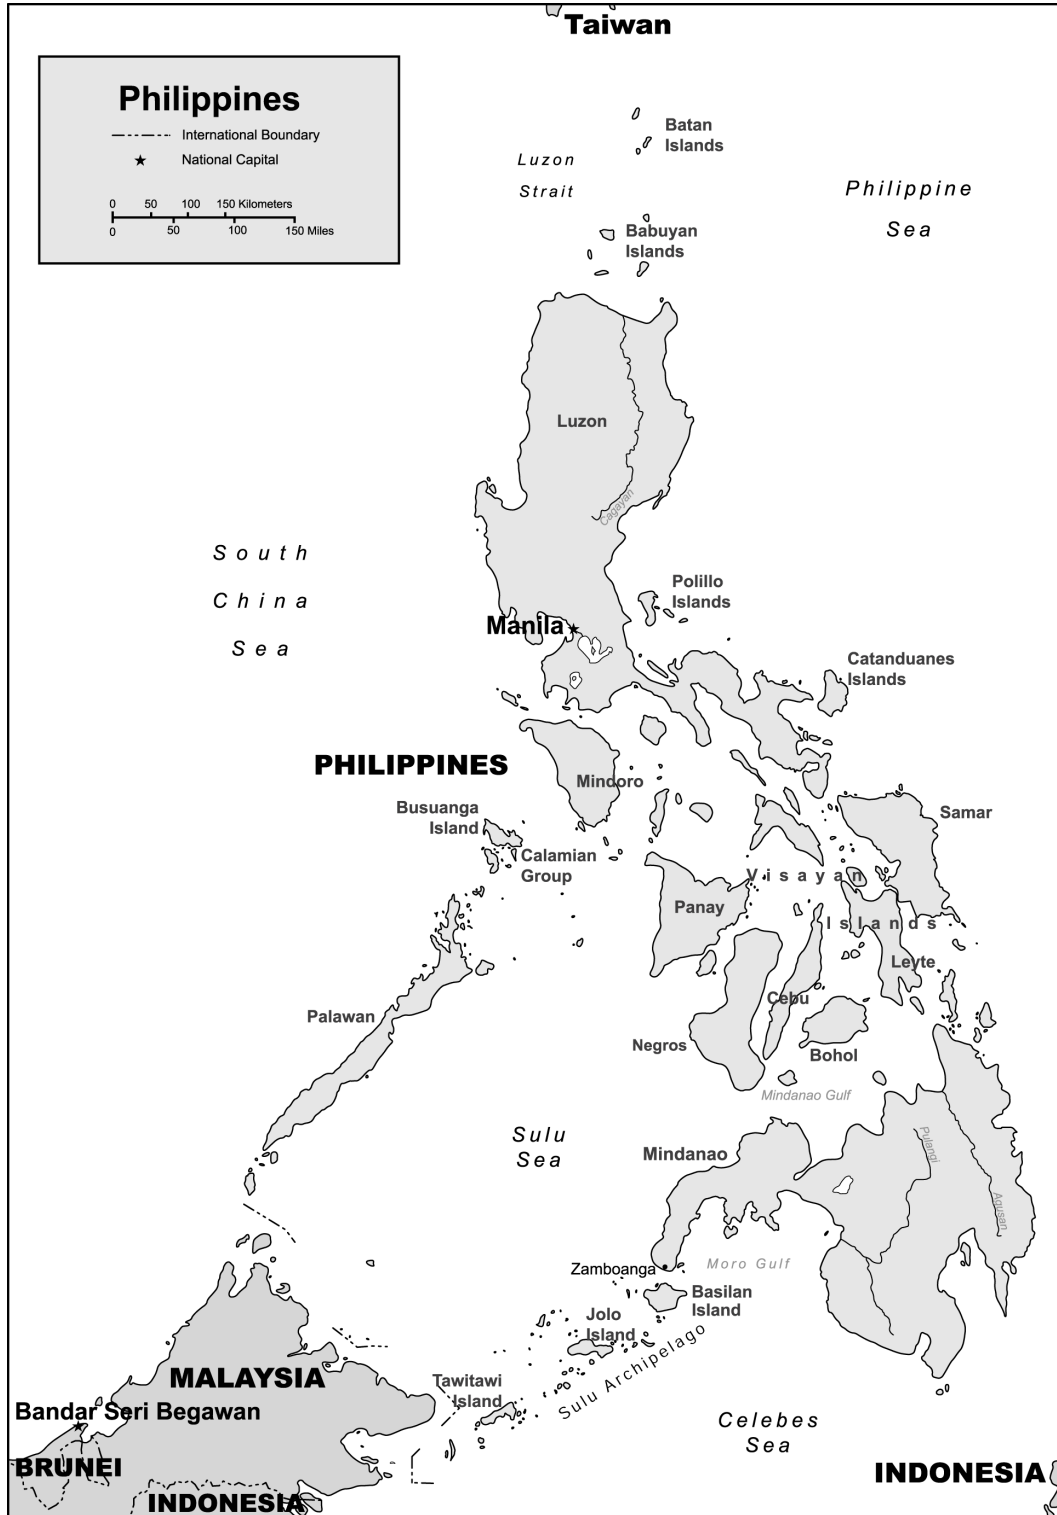 Taiwan
Philippines
International Boundary
National Capital
0 50 100 150 Kilometers
0 50 100 150 Miles
Batan
Islands
Luzon
Strait
Philippine
Sea
Babuyan
Islands
Luzon
Cagayan
South
China
Sea
Polillo
Islands
Manila
Catanduanes
Islands
PHILIPPINES
Mindoro
Busuanga
Island
Samar
Calamian
Group
Visayan
Islands
Panay
Leyte
Cebu
Palawan
Negros
Bohol
Mindanao Gulf
Sulu
Sea
Mindanao
Pulangi
Agusan
Zamboanga
Moro Gulf
Basilan
Island
Jolo
Island
Sulu Archipelago
MALAYSIA
Tawitawi
Island
Bandar Seri Begawan
Celebes
Sea
BRUNEI
INDONESIA
INDONESIA